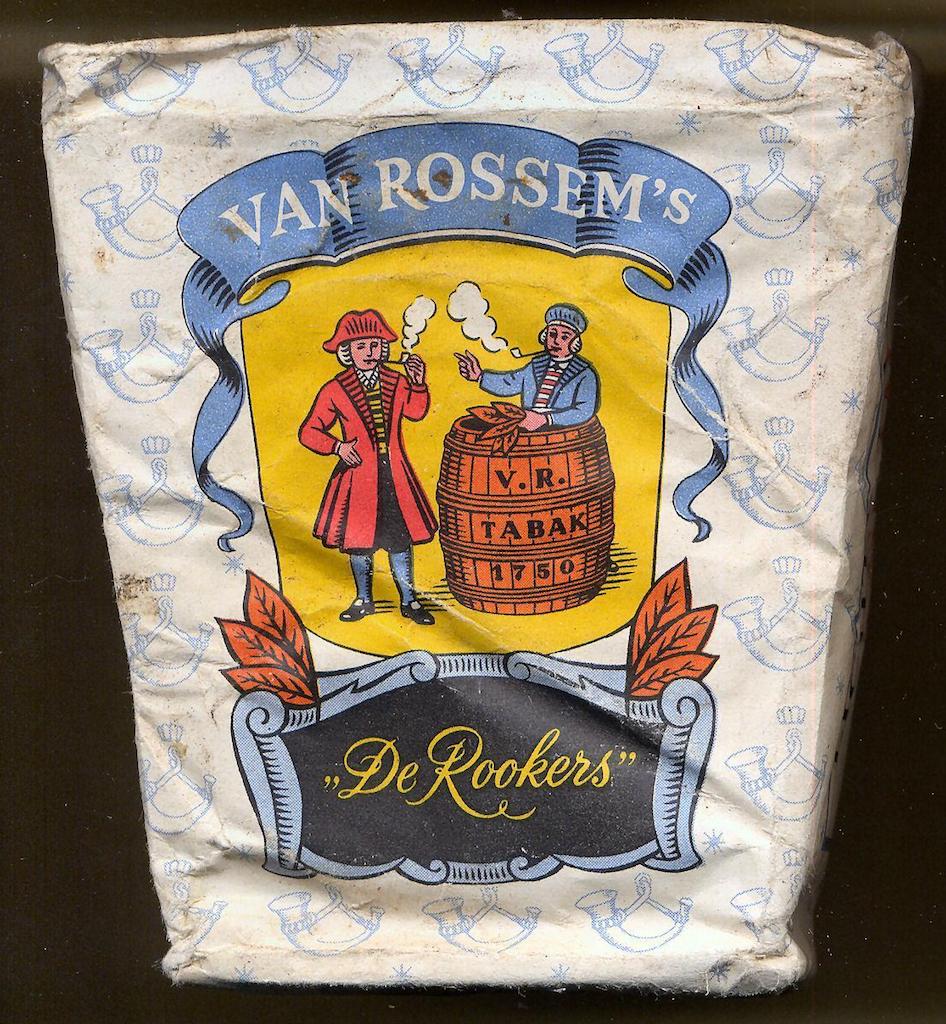 VAN ROSSEM's
V. R.
TABAK
1750
„De Rookers”